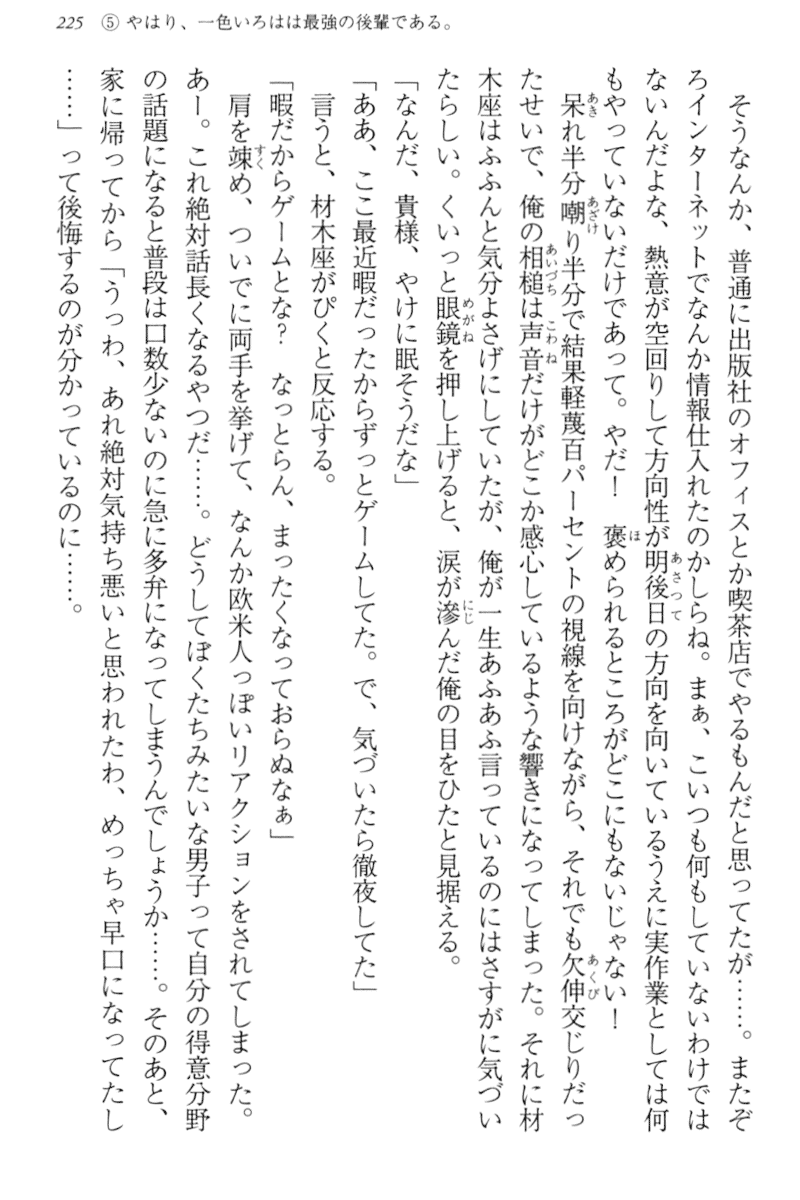 225 ⑤ やはり、一色いろはは最強の後輩である。
そうなんか、普通に出版社のオフィスとか喫茶店でやるもんだと思ってたが……。またぞ
ろインターネットでなんか情報仕入れたのかしらね。まぁ、こいつも何もしていないわけでは
ないんだよな、熱意が空回りして方向性が明後日の方向を向いているうえに実作業としては何
もやっていないだけであって。やだ！　褒められるところがどこにもないじゃない！
呆れ半分嘲り半分で結果軽蔑百パーセントの視線を向けながら、それでも欠伸交じりだっ
たせいで、俺の相槌は声音だけがどこか感心しているような響きになってしまった。それに材
木座はふふんと気分よさげにしていたが、俺が一生あふあふ言っているのにはさすがに気づい
たらしい。くいっと眼鏡を押し上げると、涙が滲んだ俺の目をひたと見据える。
「なんだ、貴様、やけに眠そうだな」
「ああ、ここ最近暇だったからずっとゲームしてた。で、気づいたら徹夜してた」
言うと、材木座がぴくと反応する。
「暇だからゲームとな？　なっとらん、まったくなっておらぬなぁ」
肩を竦め、ついでに両手を挙げて、なんか欧米人っぽいリアクションをされてしまった。
あー。これ絶対話長くなるやつだ……。どうしてぼくたちみたいな男子って自分の得意分野
の話題になると普段は口数少ないのに急に多弁になってしまうんでしょうか……。そのあと、
家に帰ってから「うっわ、あれ絶対気持ち悪いと思われたわ、めっちゃ早口になってたし
……」って後悔するのが分かっているのに……。